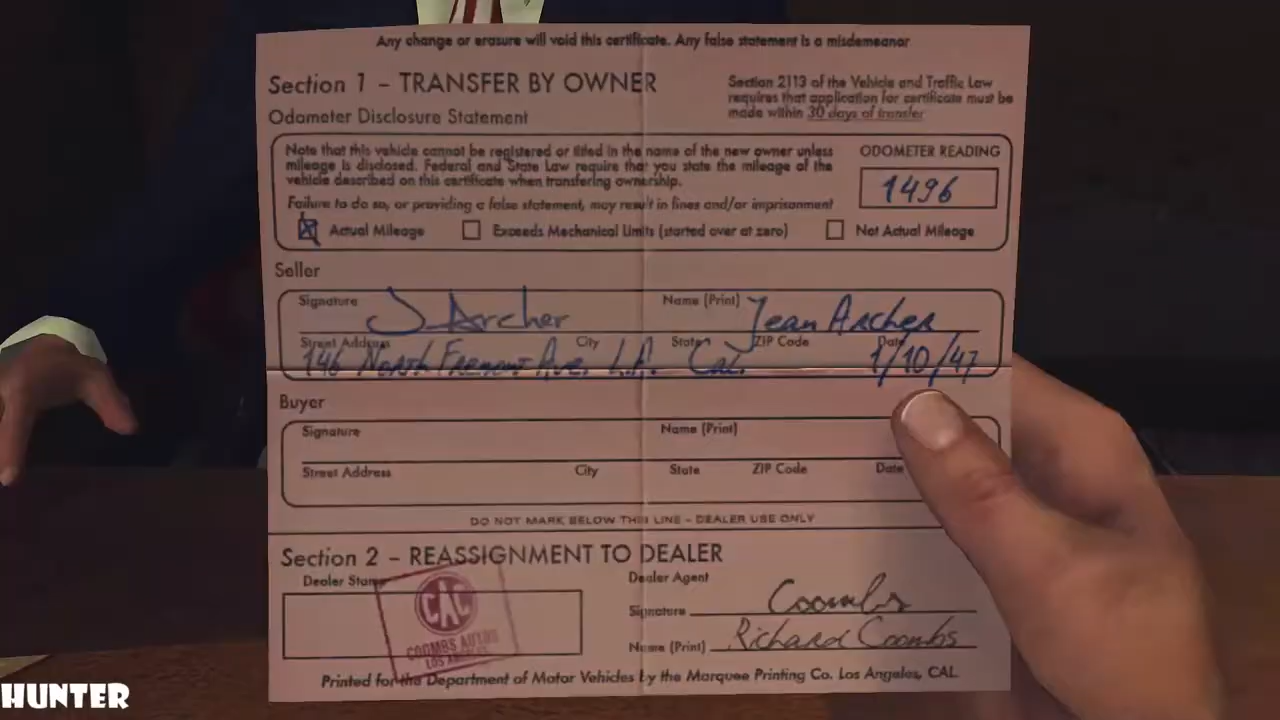 Any change or erasure will void this certificate. Any false statement is a misdemeanor
Section 1 – TRANSFER BY OWNER
Section 2113 of the Vehicle and Traffic Law
requires that application for certificate must be
made within 30 days of transfer
Odometer Disclosure Statement
Note that this vehicle cannot be registered or titled in the name of the new owner unless
mileage is disclosed. Federal and State Law require that you state the mileage of the
vehicle described on this certificate when transfering ownership.
Failure to do so, or providing a false statement, may result in fines and/or imprisonment
ODOMETER READING
1496
Actual Mileage Exceeds Mechanical Limits (started over at zero) Not Actual Mileage
Seller
Signature J Archer Name (Print) Jean Archer
Street Address City State ZIP Code Date
146 North Fremont Ave. L.A. Cal. 1/10/47
Buyer
Signature Name (Print)
Street Address City State ZIP Code Date
DO NOT MARK BELOW THIS LINE – DEALER USE ONLY
Section 2 – REASSIGNMENT TO DEALER
Dealer Stamp
CAC
COOMBS AUTOS
LOS ANGELES
Dealer Agent
Signature Coombs
Name (Print) Richard Coombs
Printed for the Department of Motor Vehicles by the Marquee Printing Co. Los Angeles, CAL.
HUNTER